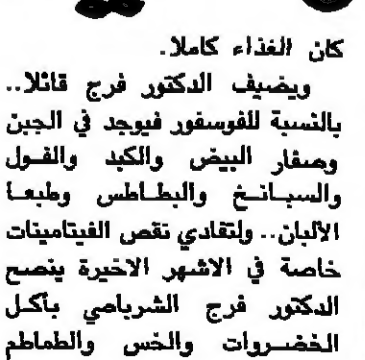 كان الغذاء كاملا.
ويضيف الدكتور فرج قائلا..
بالنسبة للفوسفور فيوجد في الجبن
وصفار البيض والكبد والفول
والسبانخ والبطاطس وطبعا
الألبان.. ولتفادي نقص الفيتامينات
خاصة في الاشهر الاخيرة ينصح
الدكتور فرج الشرباصي بأكل
الخضروات والخس والطماطم